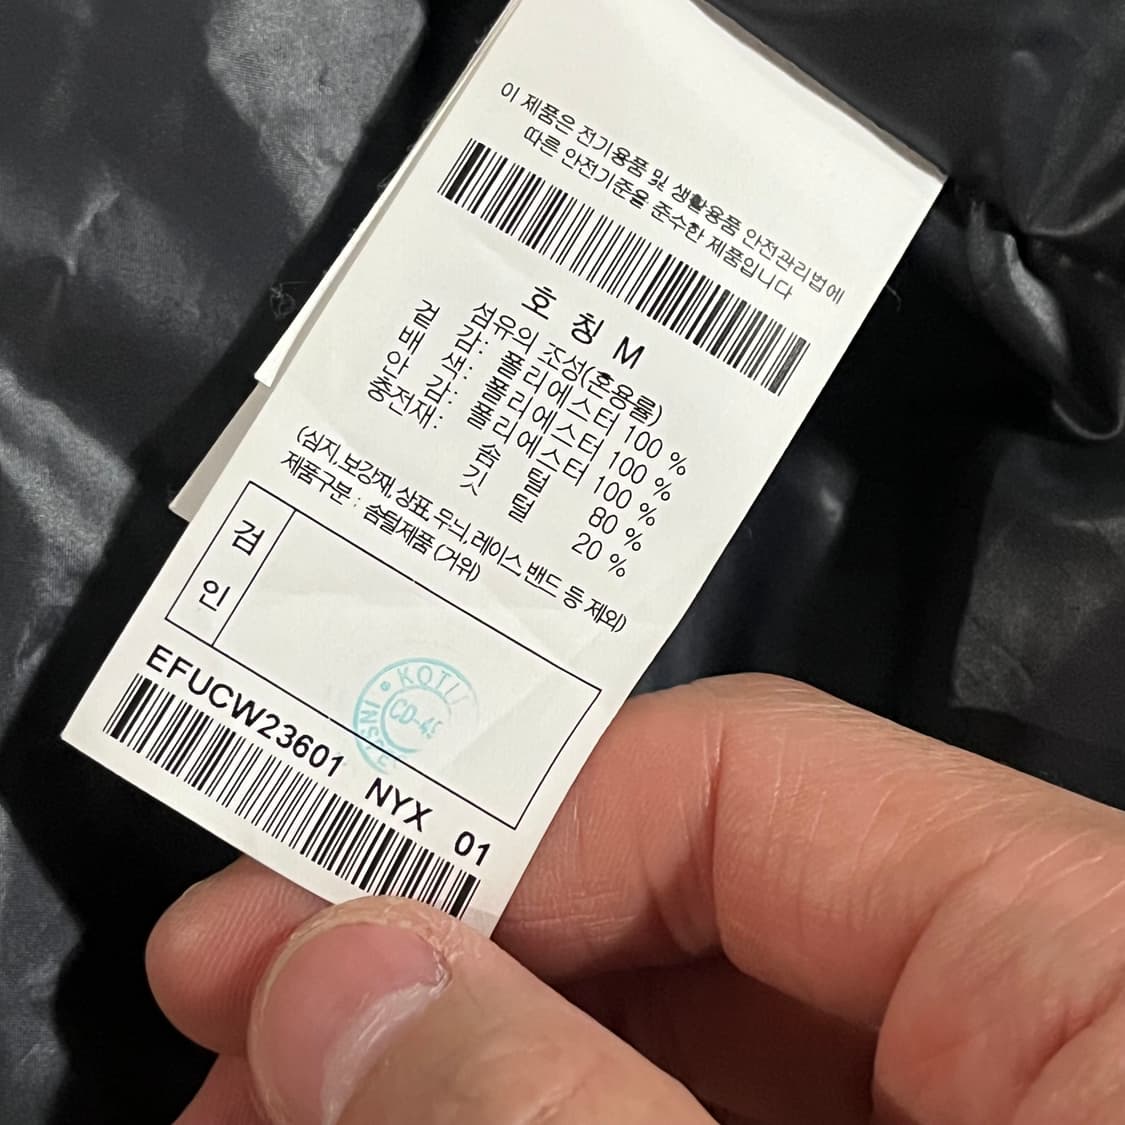 이 제품은 전기용품 및 생활용품 안전관리법에
따른 안전기준을 준수한 제품입니다
호 칭 M
섬유의 조성(혼용률)
겉 감: 폴리에스터 100 %
배 색: 폴리에스터 100 %
안 감: 폴리에스터 100 %
충전재: 솜 털 80 %
깃 털 20 %
(심지, 보강재, 상표, 무늬, 레이스 밴드 등 제외)
제품구분 : 솜털제품 (거위)
검
인
KOTI
CD-4
INSPE
EFUCW23601 NYX 01